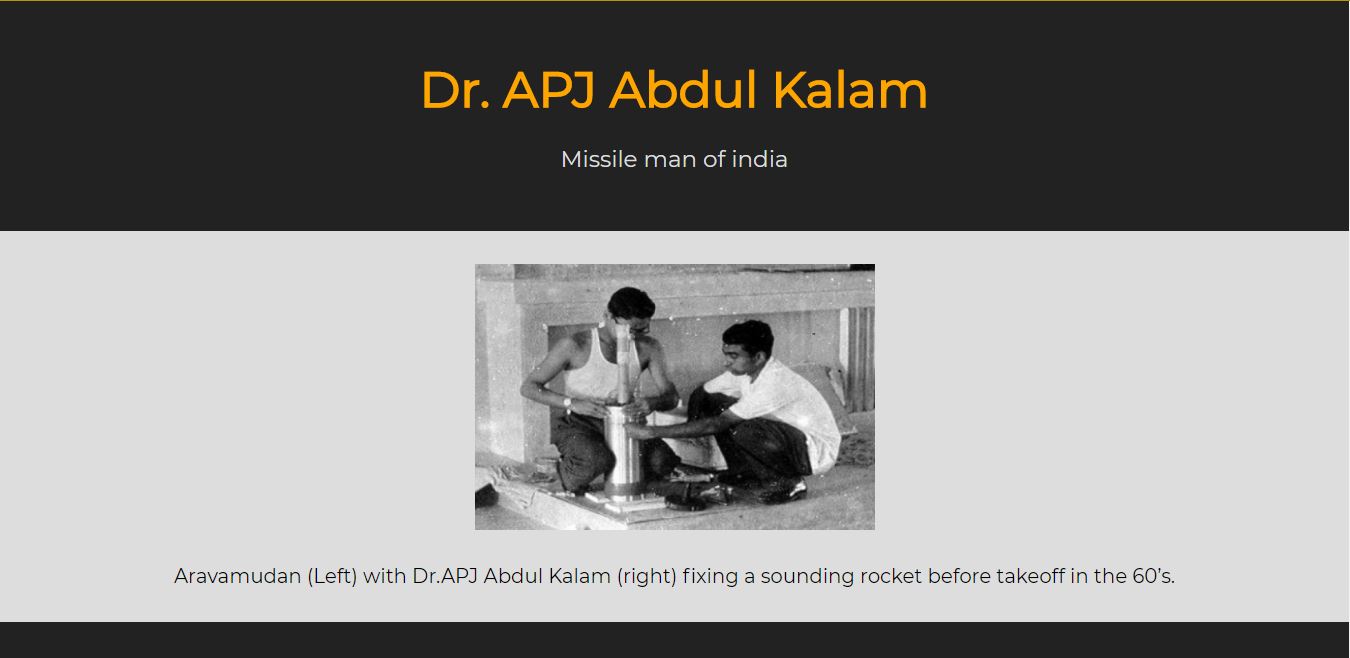 Dr. APJ Abdul Kalam
Missile man of india
Aravamudan (Left) with Dr.APJ Abdul Kalam (right) fixing a sounding rocket before takeoff in the 60’s.